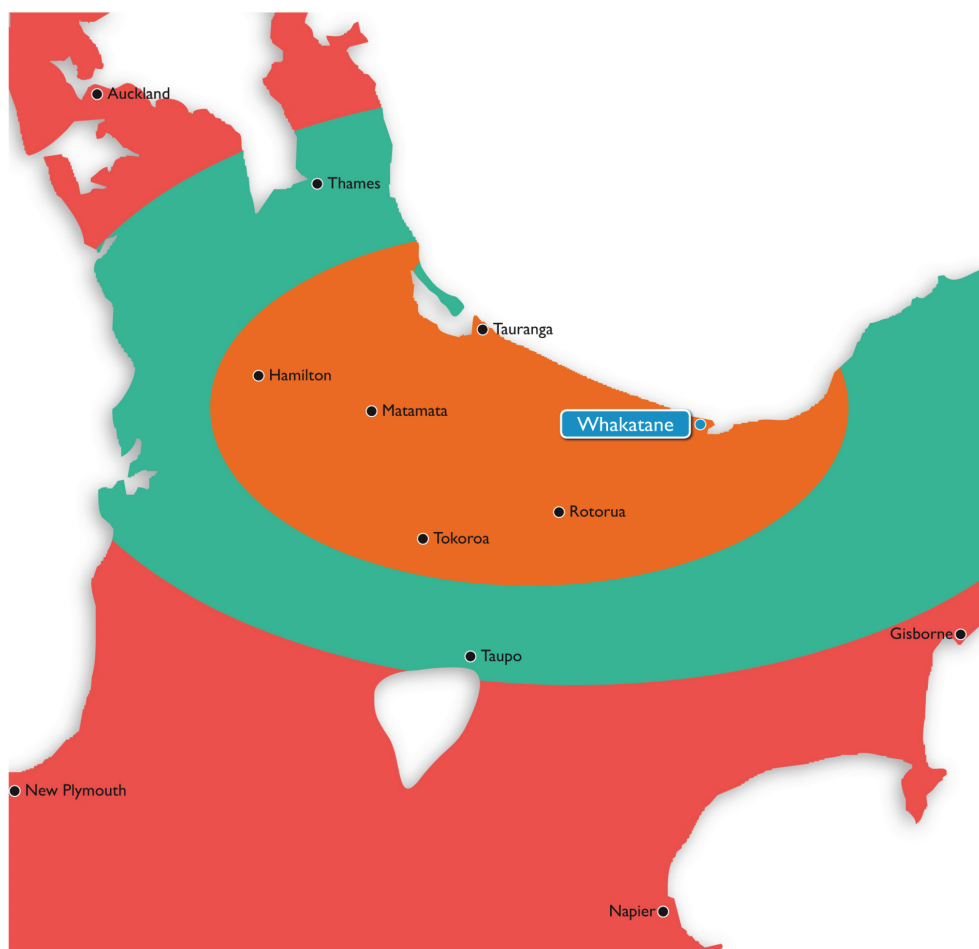 Auckland
Thames
Tauranga
Hamilton
Matamata
Whakatane
Rotorua
Tokoroa
Gisborne
Taupo
New Plymouth
Napier